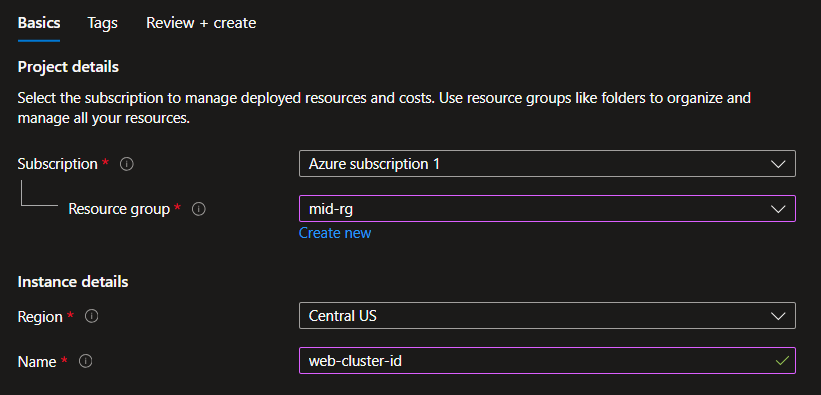 Basics Tags Review + create
Project details
Select the subscription to manage deployed resources and costs. Use resource groups like folders to organize and
manage all your resources.
Subscription * Azure subscription 1
Resource group * mid-rg
Create new
Instance details
Region * Central US
Name * web-cluster-id